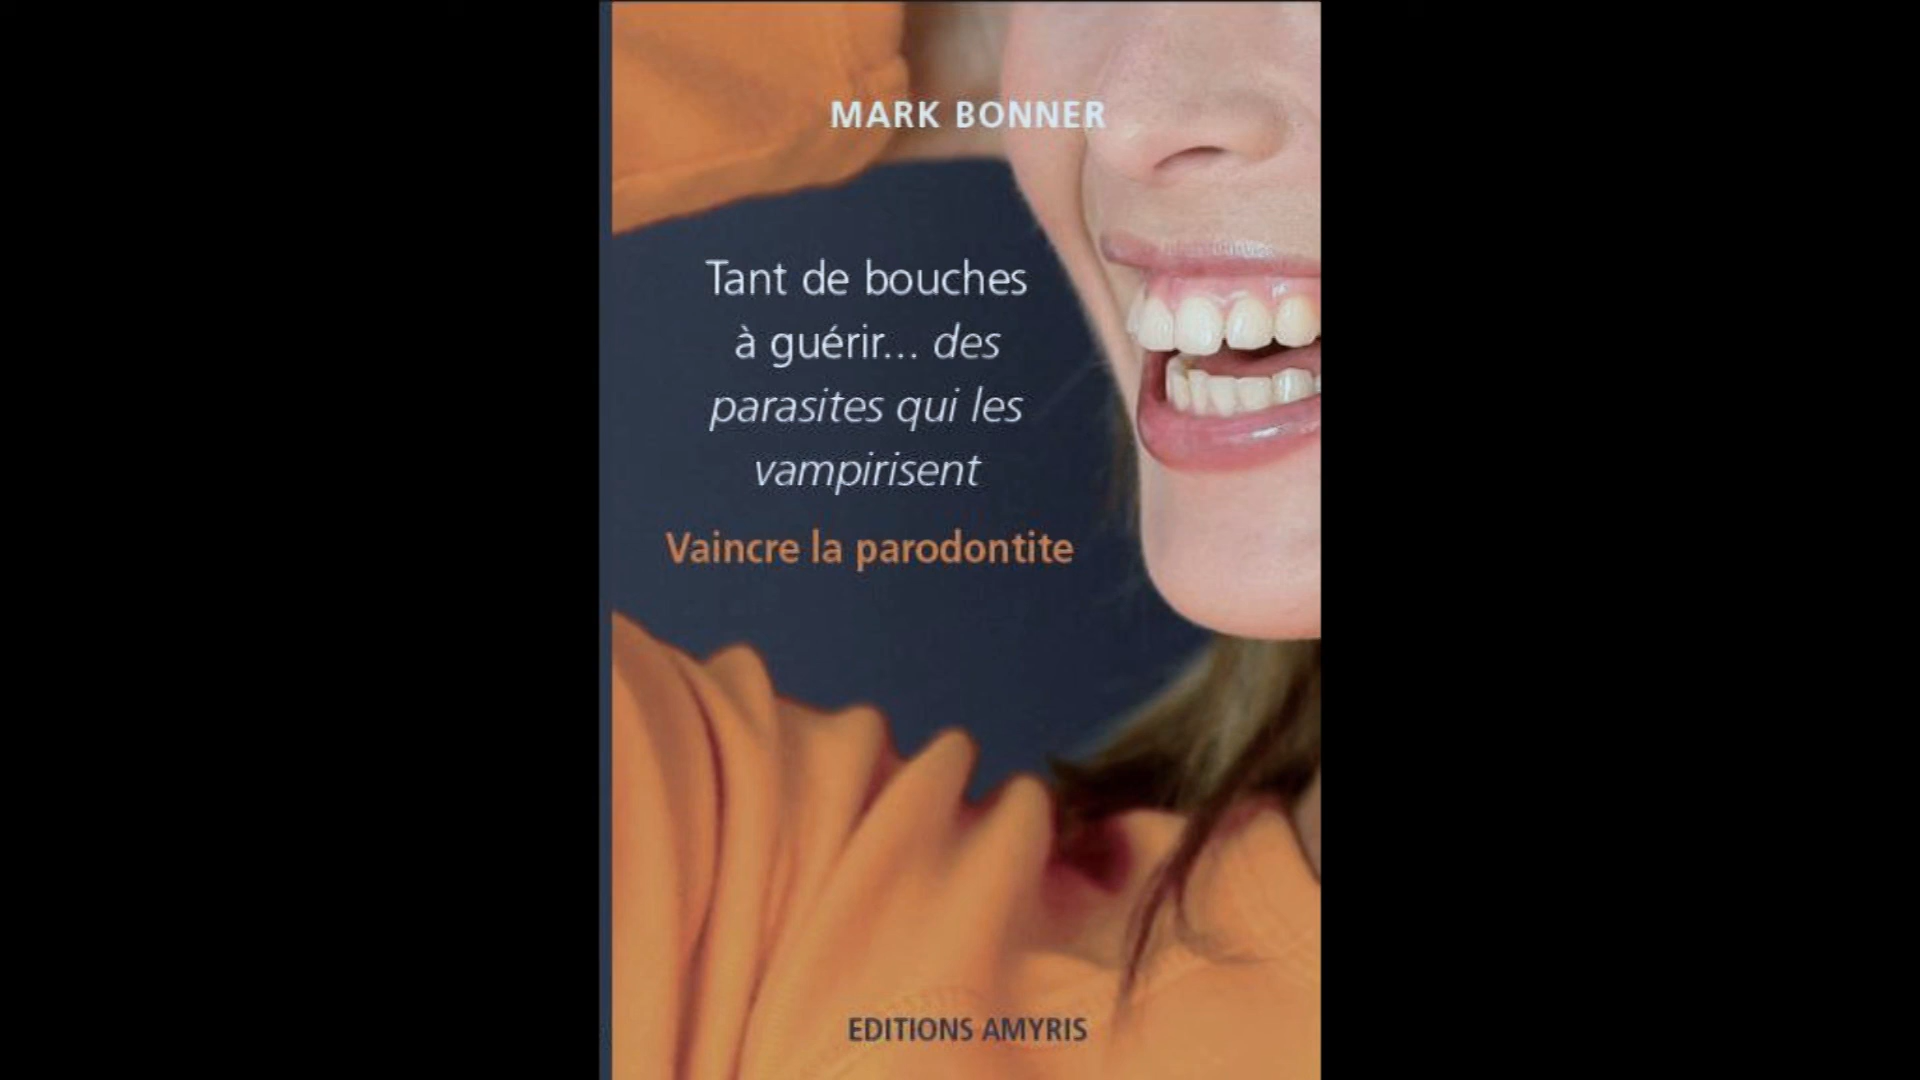 MARK BONNER
Tant de bouches
à guérir... des
parasites qui les
vampirisent
Vaincre la parodontite
EDITIONS AMYRIS